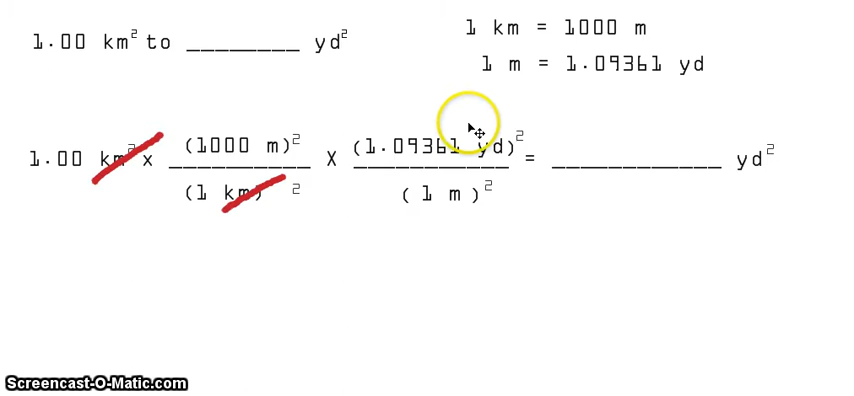 1.00 km² to ________ yd²
1 km = 1000 m
1 m = 1.09361 yd
1.00 km² x (1000 m)² X (1.09361 yd)² = ____________ yd²
(1 km) ² ( 1 m )²
Screencast-O-Matic.com